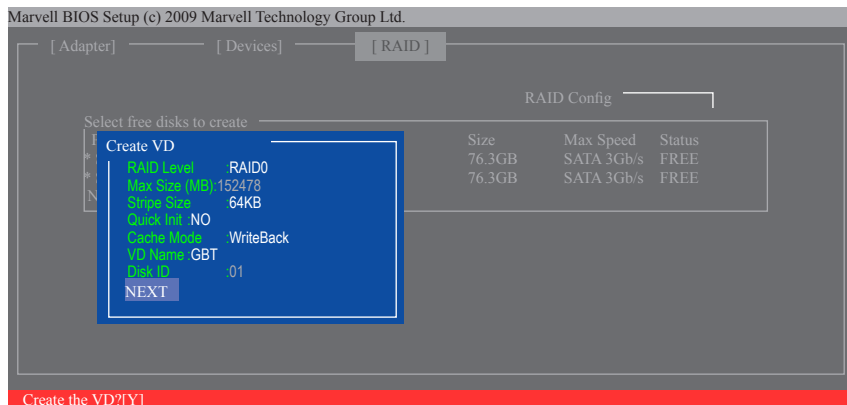 Marvell BIOS Setup (c) 2009 Marvell Technology Group Ltd.
[ Adapter] [ Devices] [ RAID ]
RAID Config
Select free disks to create
Size Max Speed Status
* 76.3GB SATA 3Gb/s FREE
* 76.3GB SATA 3Gb/s FREE
Create VD
RAID Level :RAID0
Max Size (MB):152478
Stripe Size :64KB
Quick Init :NO
Cache Mode :WriteBack
VD Name :GBT
Disk ID :01
NEXT
Create the VD?[Y]